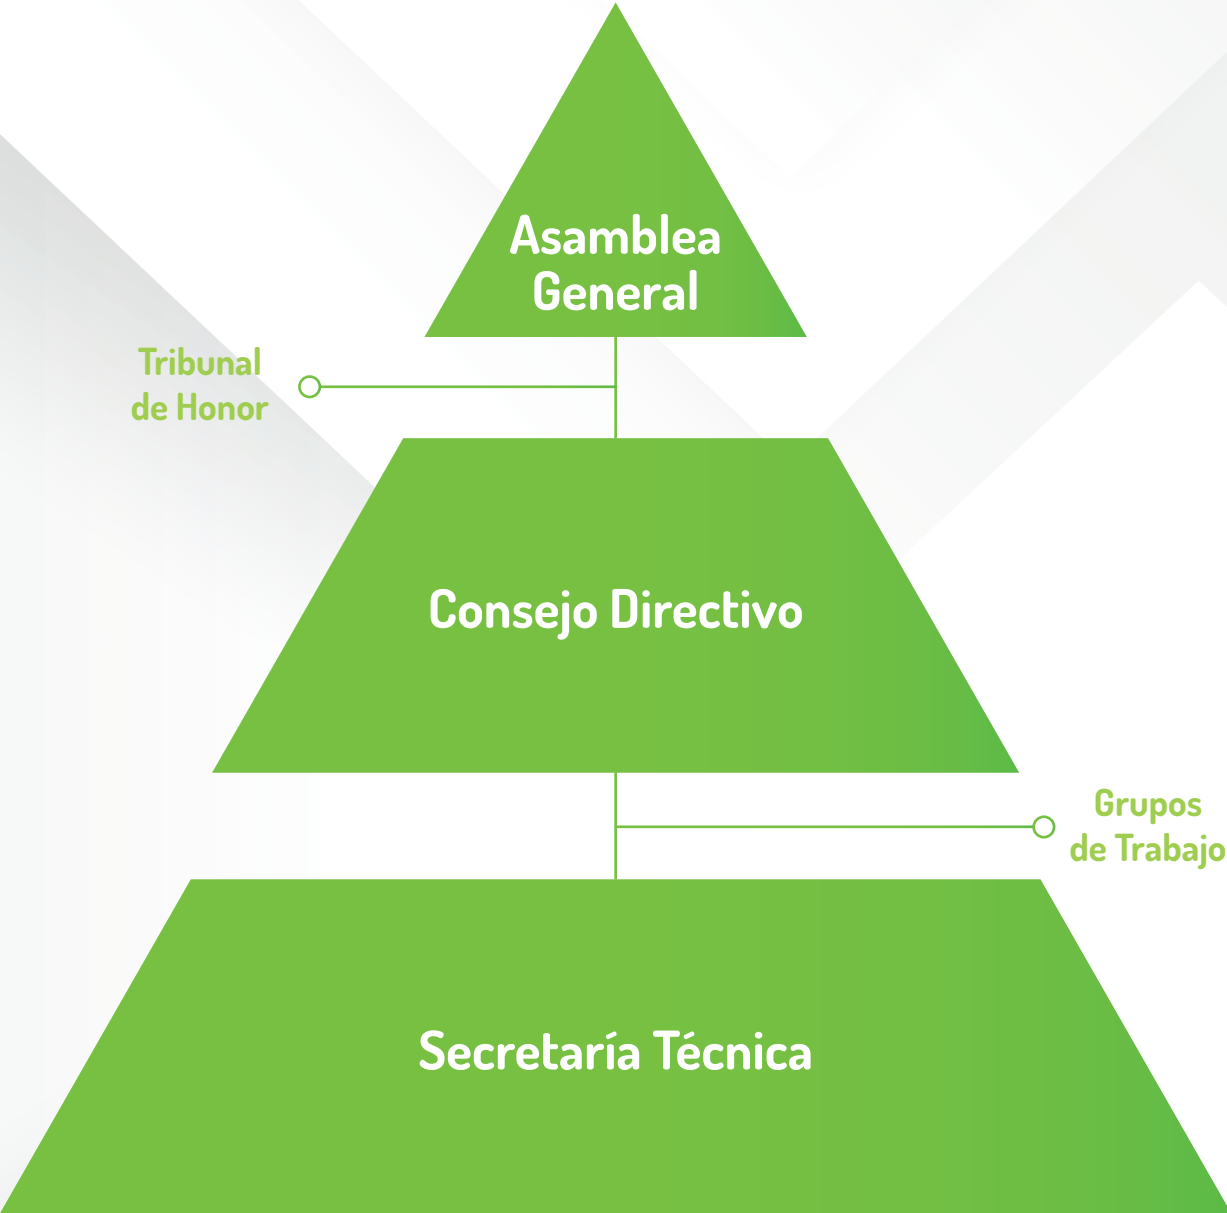 Asamblea
General
Tribunal
de Honor
Consejo Directivo
Grupos
de Trabajo
Secretaría Técnica